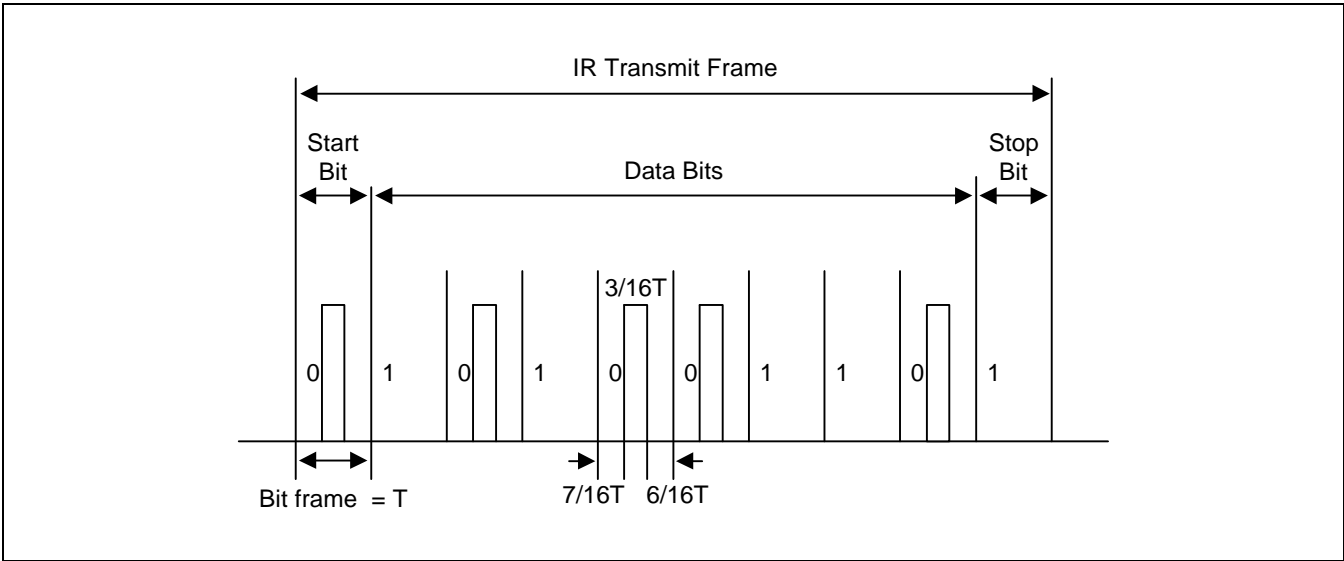 IR Transmit Frame
Start
Bit
Data Bits
Stop
Bit
3/16T
0 1 0 1 0 0 1 1 0 1
7/16T 6/16T
Bit frame = T